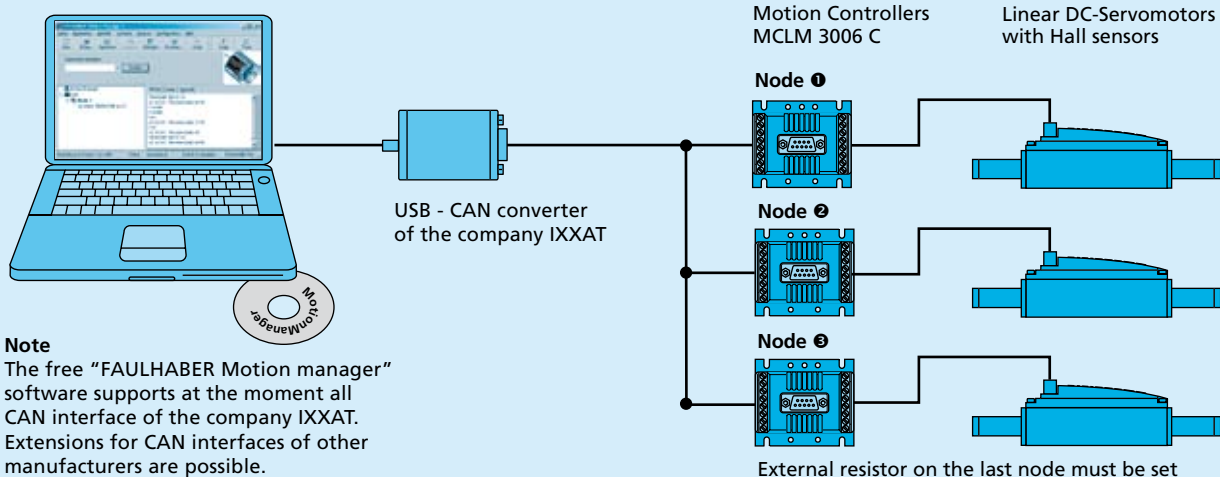 Motion Controllers
MCLM 3006 C
Linear DC-Servomotors
with Hall sensors
Node ❶
USB - CAN converter
of the company IXXAT
Node ❷
MotionManager
Node ❸
Note
The free “FAULHABER Motion manager”
software supports at the moment all
CAN interface of the company IXXAT.
Extensions for CAN interfaces of other
manufacturers are possible.
External resistor on the last node must be set